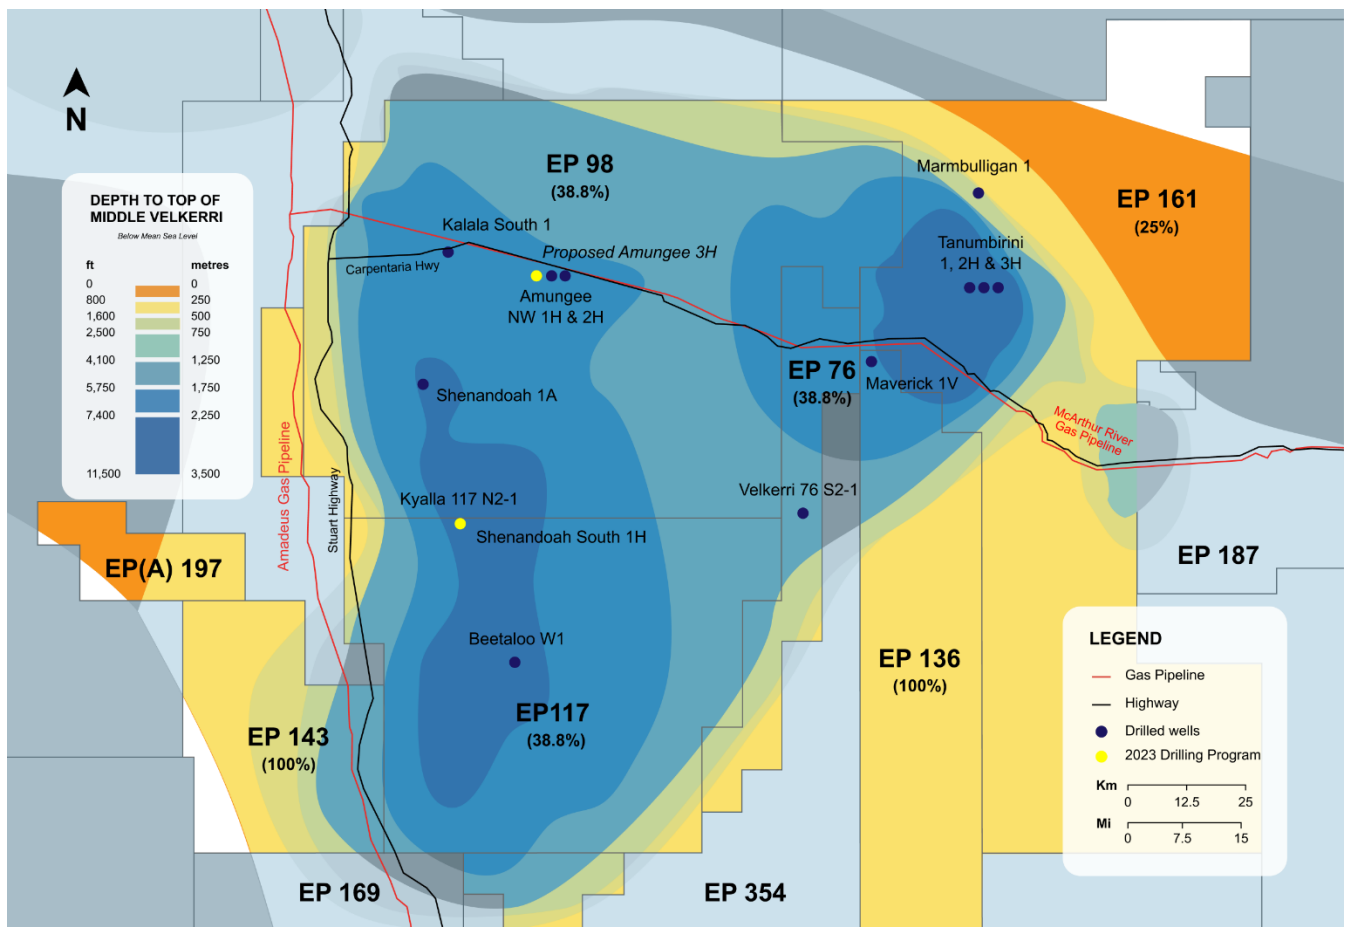 N
DEPTH TO TOP OF
MIDDLE VELKERRI
Below Mean Sea Level
ft metres
0 0
800 250
1,600 500
2,500 750
4,100 1,250
5,750 1,750
7,400 2,250
11,500 3,500
EP 98
(38.8%)
Marmbulligan 1
EP 161
(25%)
Kalala South 1
Proposed Amungee 3H
Carpentaria Hwy
Amungee
NW 1H & 2H
Tanumbirini
1, 2H & 3H
EP 76
(38.8%)
Maverick 1V
Shenandoah 1A
McArthur River
Gas Pipeline
Amadeus Gas Pipeline
Stuart Highway
Kyalla 117 N2-1
Shenandoah South 1H
Velkerri 76 S2-1
EP(A) 197
EP 187
Beetaloo W1
EP117
(38.8%)
EP 136
(100%)
EP 143
(100%)
EP 169
EP 354
LEGEND
Gas Pipeline
Highway
Drilled wells
2023 Drilling Program
Km
0 12.5 25
Mi
0 7.5 15